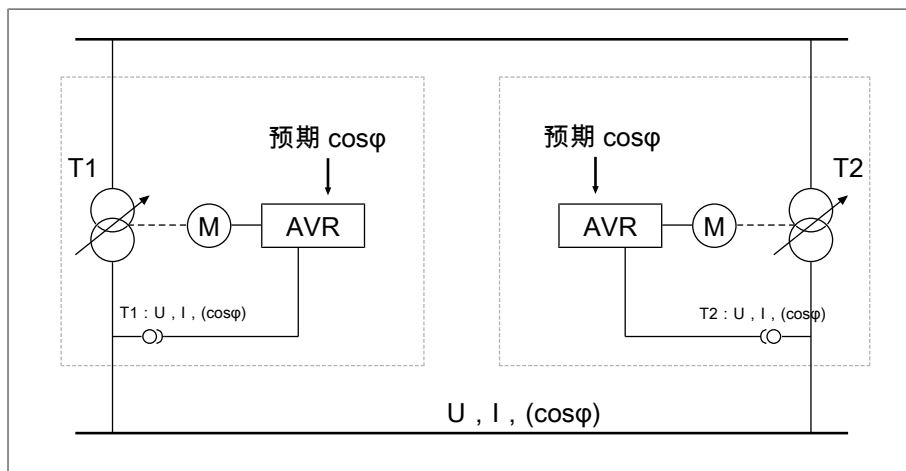 预期 cosφ
预期 cosφ
T1
T2
M
AVR
AVR
M
T1 : U , I , (cosφ)
T2 : U , I , (cosφ)
U , I , (cosφ)